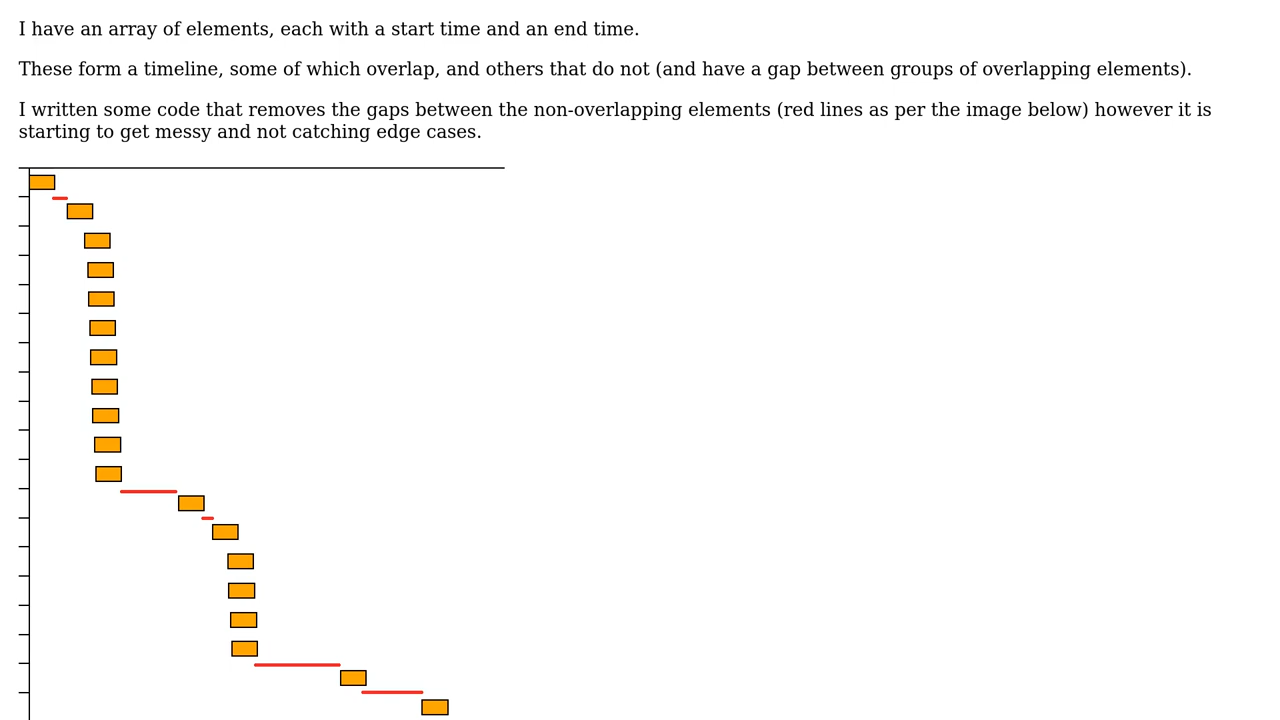 I have an array of elements, each with a start time and an end time.
These form a timeline, some of which overlap, and others that do not (and have a gap between groups of overlapping elements).
I written some code that removes the gaps between the non-overlapping elements (red lines as per the image below) however it is
starting to get messy and not catching edge cases.